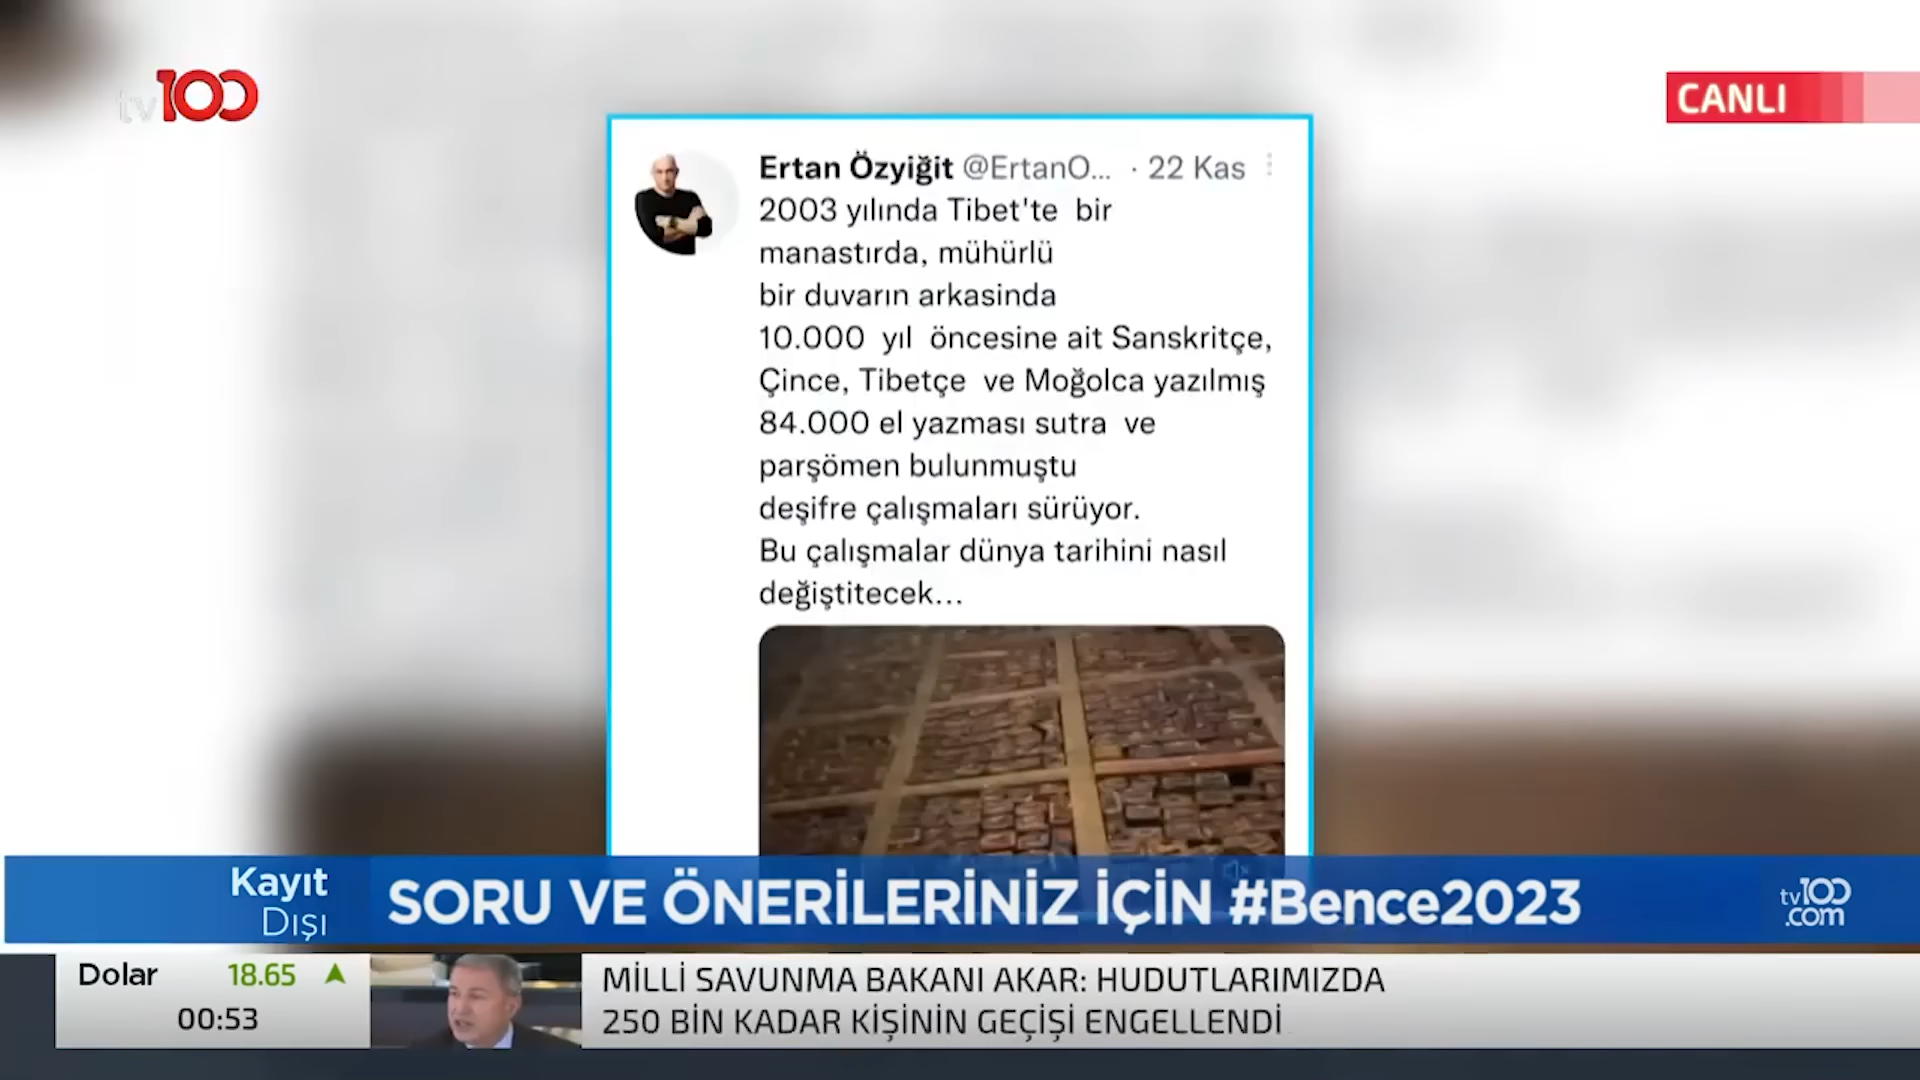 tv100
CANLI
Ertan Özyiğit @ErtanO... · 22 Kas
2003 yılında Tibet'te bir
manastırda, mühürlü
bir duvarın arkasinda
10.000 yıl öncesine ait Sanskritçe,
Çince, Tibetçe ve Moğolca yazılmış
84.000 el yazması sutra ve
parşömen bulunmuştu
deşifre çalışmaları sürüyor.
Bu çalışmalar dünya tarihini nasıl
değiştitecek...
Kayıt
Dışı
SORU VE ÖNERİLERİNİZ İÇİN #Bence2023
tv100
.com
Dolar 18.65
00:53
MİLLİ SAVUNMA BAKANI AKAR: HUDUTLARIMIZDA
250 BİN KADAR KİŞİNİN GEÇİŞİ ENGELLENDİ